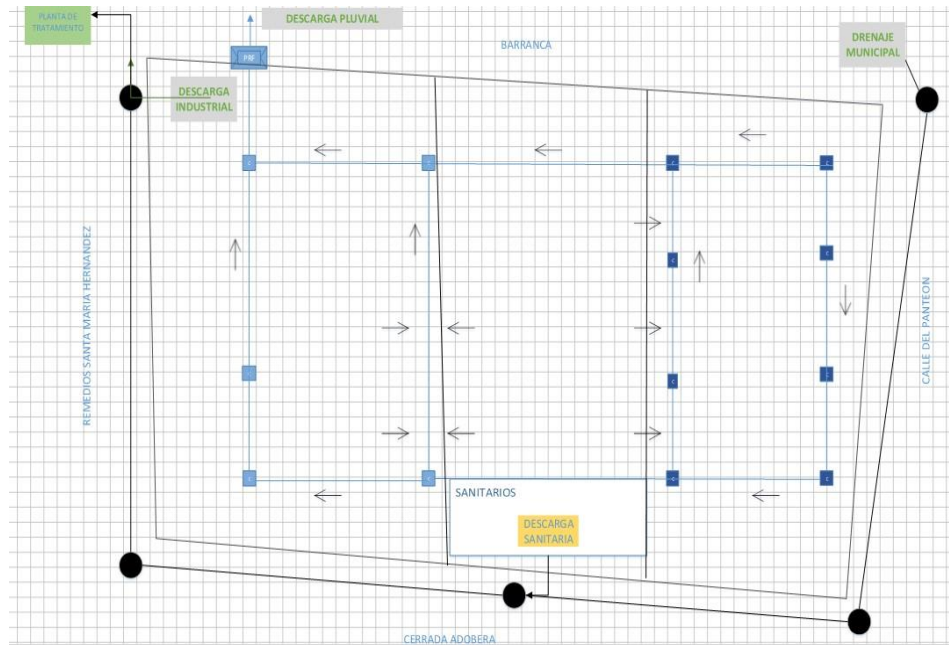 PLANTA DE
TRATAMIENTO
DESCARGA PLUVIAL
BARRANCA
DRENAJE
MUNICIPAL
DESCARGA
INDUSTRIAL
REMEDIOS SANTA MARIA HERNANDEZ
CALLE DEL PANTEON
SANITARIOS
DESCARGA
SANITARIA
CERRADA ADOBERA